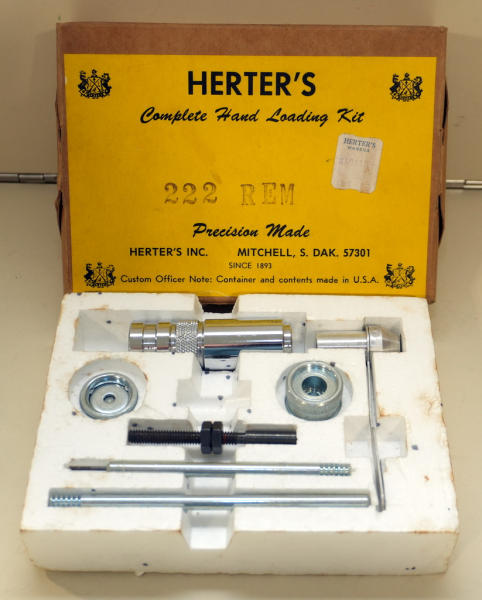 HERTER'S
Complete Hand Loading Kit
HERTER'S
WASECA
222 REM
Precision Made
HERTER'S INC. MITCHELL, S. DAK. 57301
SINCE 1893
Custom Officer Note: Container and contents made in U.S.A.